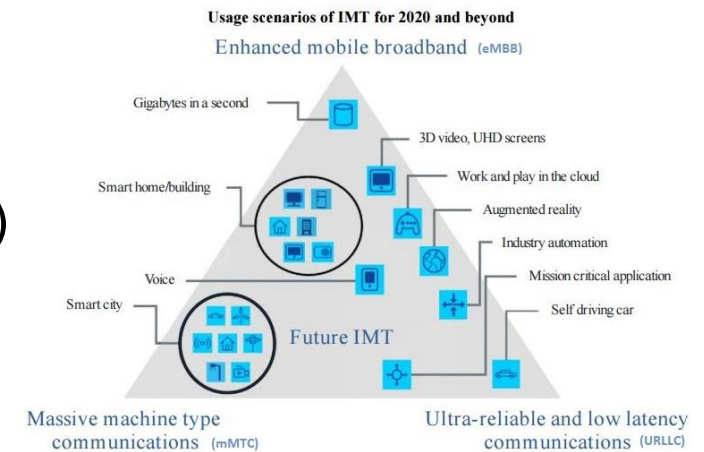 Usage scenarios of IMT for 2020 and beyond
Enhanced mobile broadband (eMBB)
Gigabytes in a second
3D video, UHD screens
Smart home/building
Work and play in the cloud
Augmented reality
Industry automation
Voice
Mission critical application
Smart city
Self driving car
Future IMT
Massive machine type
communications (mMTC)
Ultra-reliable and low latency
communications (URLLC)
)